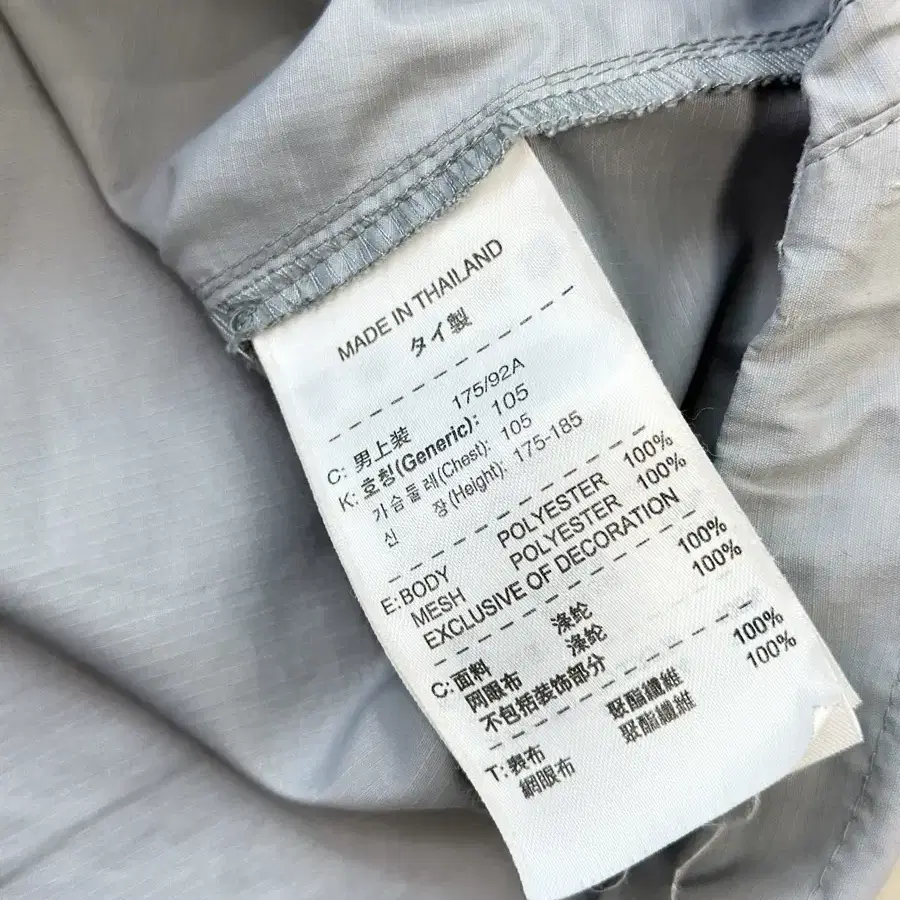 MADE IN THAILAND
タイ製
C: 男上装 175/92A
K: 호칭(Generic): 105
가슴둘레(Chest): 105
신 장(Height): 175-185
E: BODY POLYESTER 100%
MESH POLYESTER 100%
EXCLUSIVE OF DECORATION
C: 面料 涤纶 100%
网眼布 涤纶 100%
不包括装饰部分
T: 表布 聚酯纖維 100%
網眼布 聚酯纖維 100%